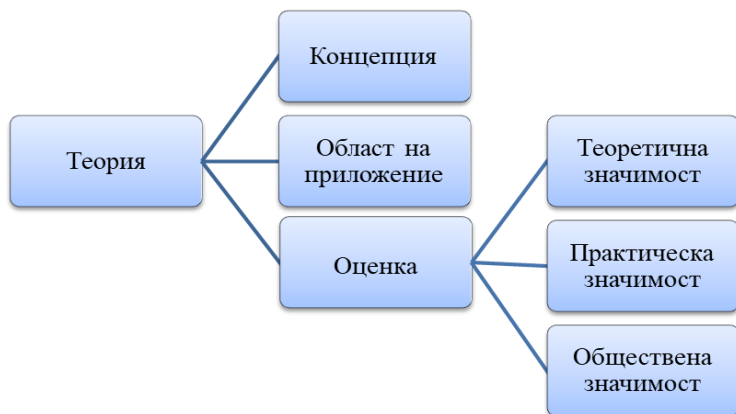 Теория
Концепция
Област на
приложение
Оценка
Теоретична
значимост
Практическа
значимост
Обществена
значимост